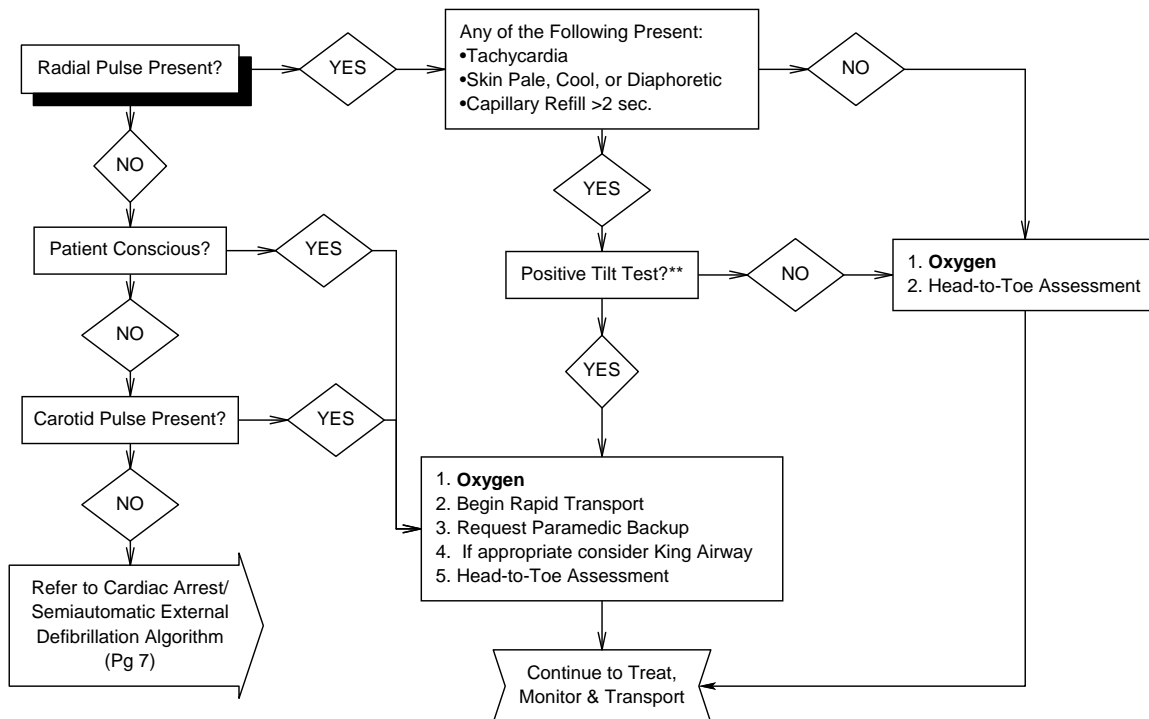 Radial Pulse Present?
YES
Any of the Following Present:
•Tachycardia
•Skin Pale, Cool, or Diaphoretic
•Capillary Refill >2 sec.
NO
NO
YES
Patient Conscious?
YES
Positive Tilt Test?**
NO
1. Oxygen
2. Head-to-Toe Assessment
NO
YES
Carotid Pulse Present?
YES
NO
1. Oxygen
2. Begin Rapid Transport
3. Request Paramedic Backup
4. If appropriate consider King Airway
5. Head-to-Toe Assessment
Refer to Cardiac Arrest/
Semiautomatic External
Defibrillation Algorithm
(Pg 7)
Continue to Treat,
Monitor & Transport